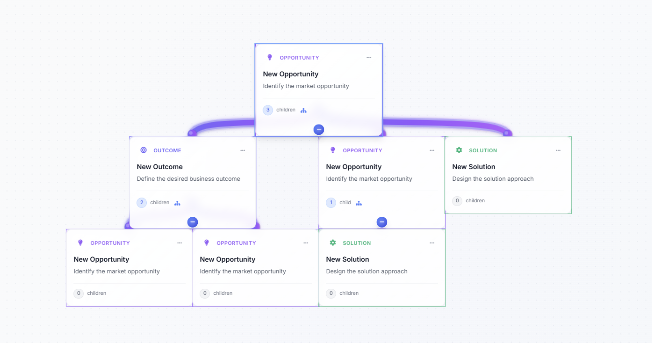 OPPORTUNITY
New Opportunity
Identify the market opportunity
3 children
OUTCOME
New Outcome
Define the desired business outcome
2 children
OPPORTUNITY
New Opportunity
Identify the market opportunity
1 child
SOLUTION
New Solution
Design the solution approach
0 children
OPPORTUNITY
New Opportunity
Identify the market opportunity
0 children
OPPORTUNITY
New Opportunity
Identify the market opportunity
0 children
SOLUTION
New Solution
Design the solution approach
0 children